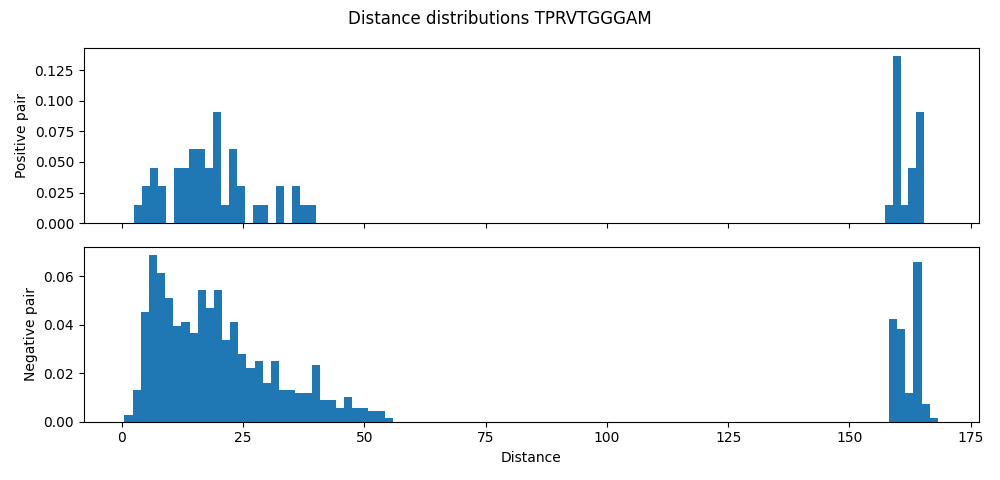 Distance distributions TPRVTGGGAM
Positive pair
0.125
0.100
0.075
0.050
0.025
0.000
Negative pair
0.06
0.04
0.02
0.00
0 25 50 75 100 125 150 175
Distance